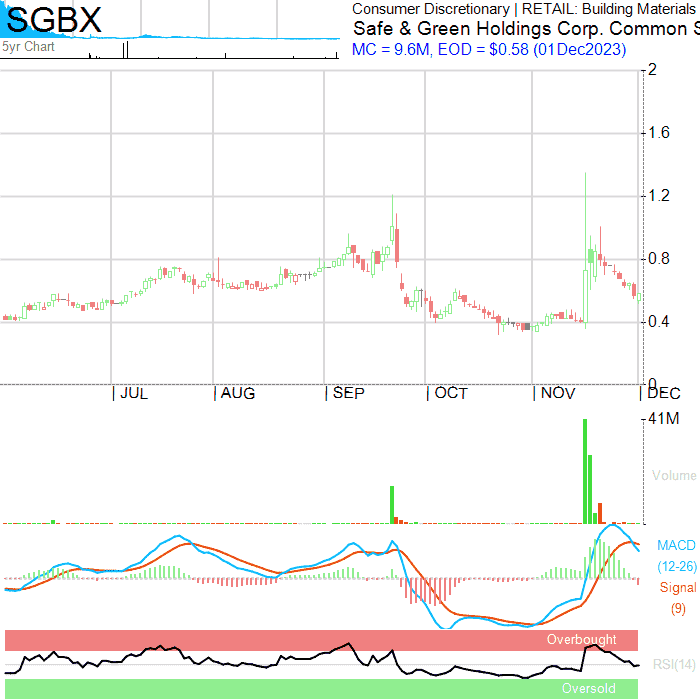 SGBX
5yr Chart
Consumer Discretionary | RETAIL: Building Materials
Safe & Green Holdings Corp. Common S
MC = 9.6M, EOD = $0.58 (01Dec2023)
2
1.6
1.2
0.8
0.4
0
JUL AUG SEP OCT NOV DEC
41M
Volume
MACD
(12-26)
Signal
(9)
Overbought
RSI(14)
Oversold